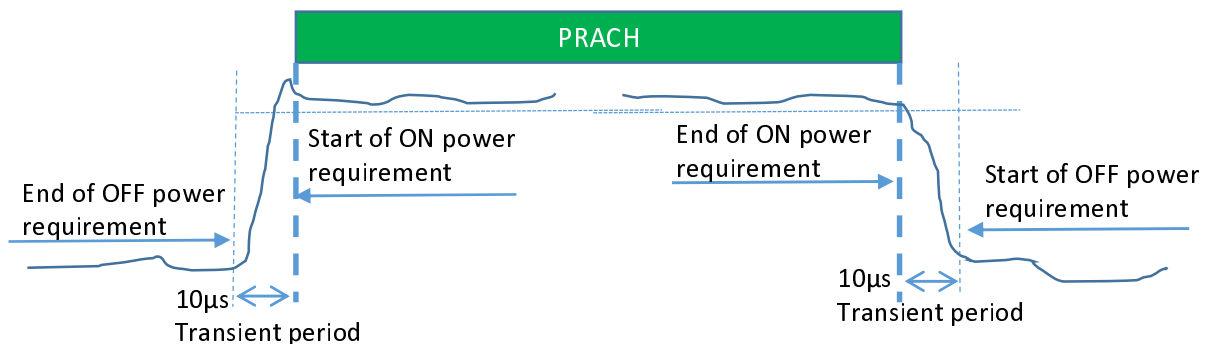 PRACH
Start of ON power
requirement
End of ON power
requirement
End of OFF power
requirement
Start of OFF power
requirement
10µs
Transient period
10µs
Transient period